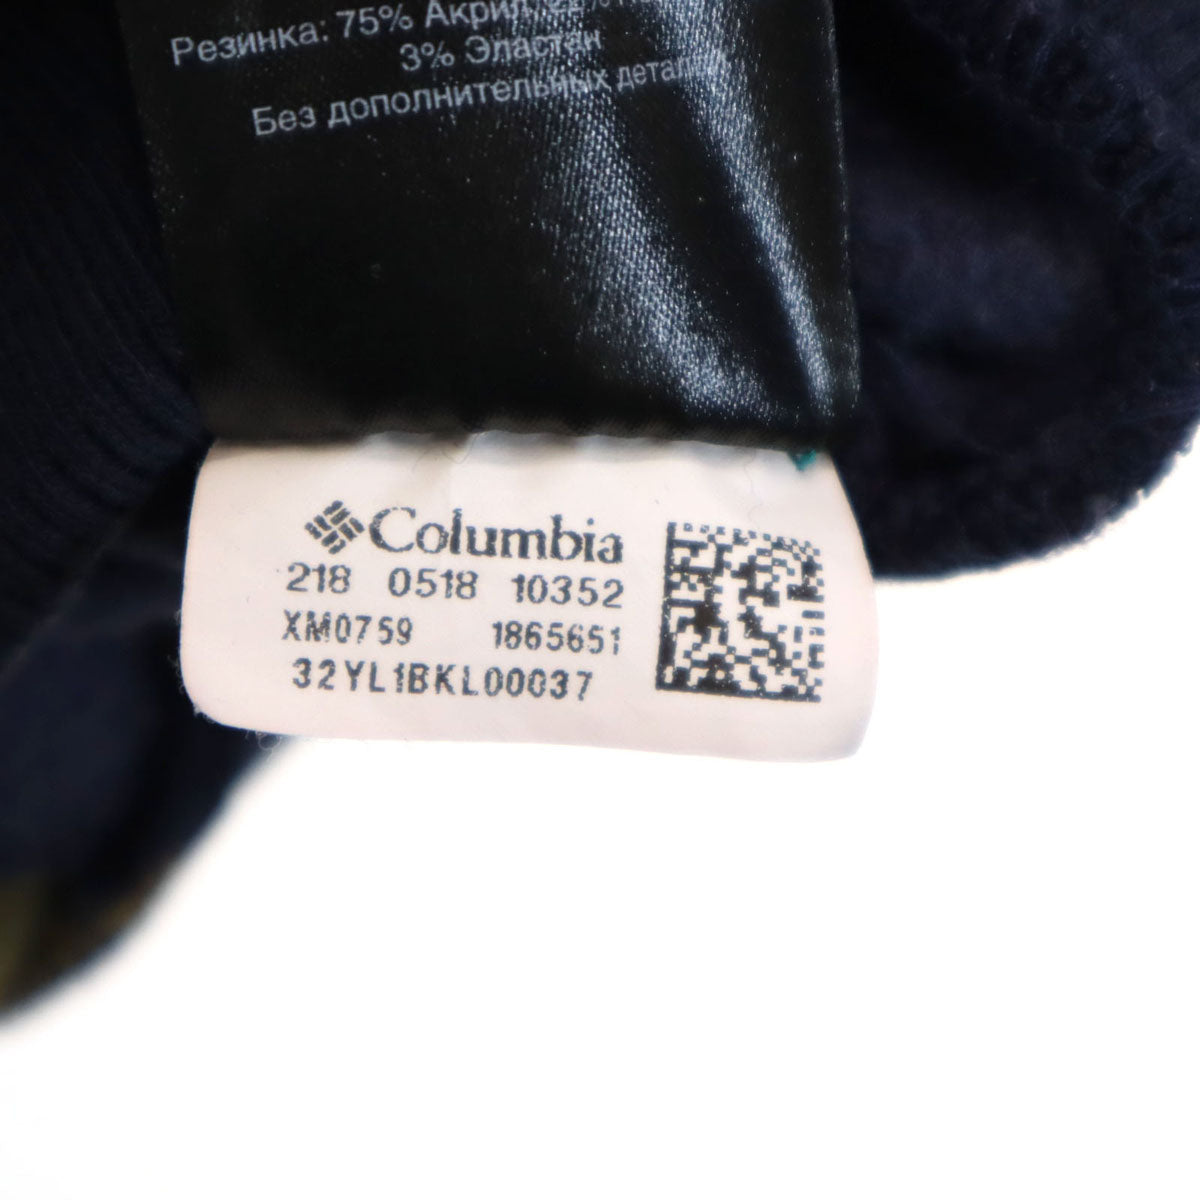 Резинка: 75% Акрил,
3% Эластан
Без дополнительных деталей
Columbia
218 0518 10352
XM0759 1865651
32YL1BKL00037